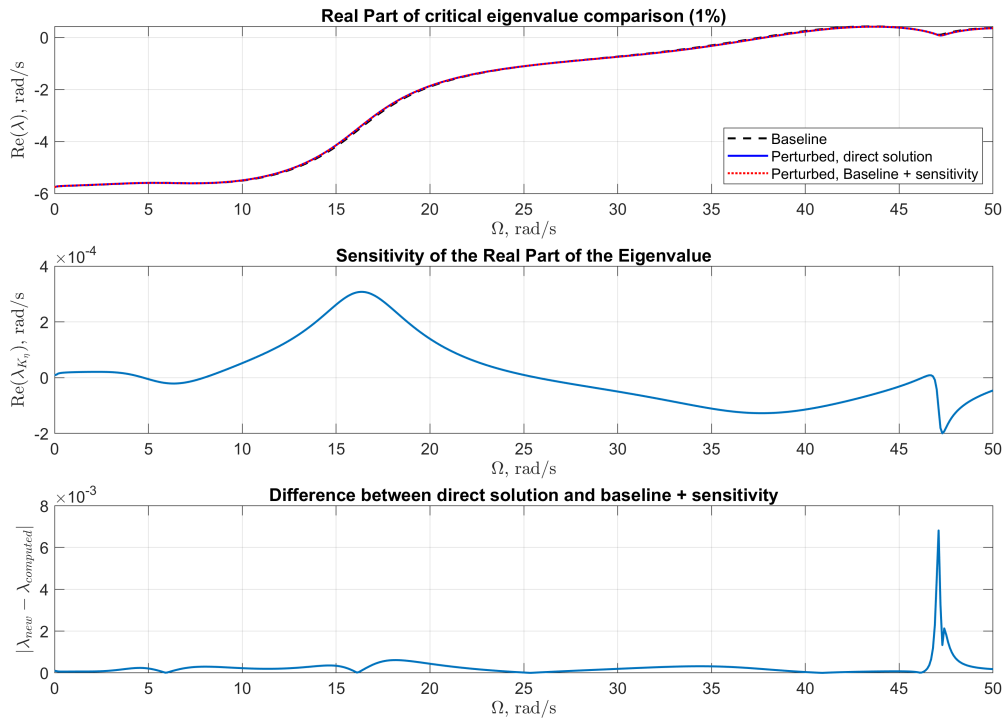 Real Part of critical eigenvalue comparison (1%)
Re(λ), rad/s
0
-2
-4
-6
Baseline
Perturbed, direct solution
Perturbed, Baseline + sensitivity
0 5 10 15 20 25 30 35 40 45 50
Ω, rad/s
×10⁻⁴
Sensitivity of the Real Part of the Eigenvalue
Re(λ_{K_η}), rad/s
4
2
0
-2
0 5 10 15 20 25 30 35 40 45 50
Ω, rad/s
×10⁻³
Difference between direct solution and baseline + sensitivity
|λ_{new} − λ_{computed}|
8
6
4
2
0
0 5 10 15 20 25 30 35 40 45 50
Ω, rad/s